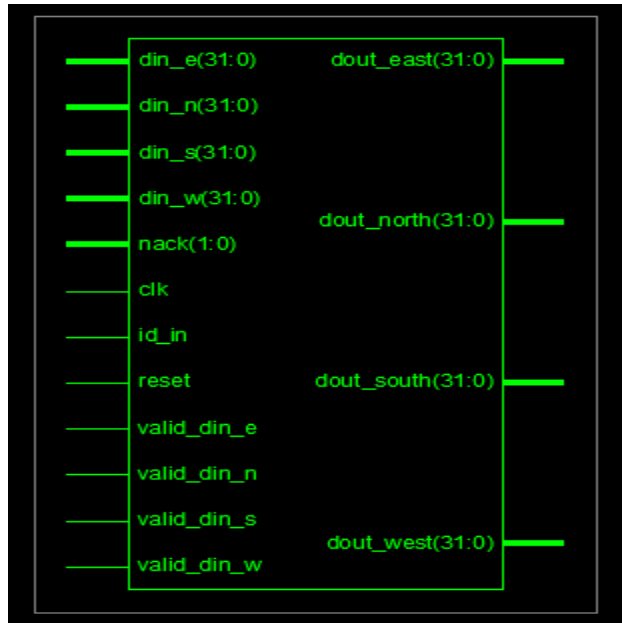 din_e(31:0) dout_east(31:0)
din_n(31:0)
din_s(31:0)
din_w(31:0)
dout_north(31:0)
nack(1:0)
clk
id_in
reset dout_south(31:0)
valid_din_e
valid_din_n
valid_din_s
dout_west(31:0)
valid_din_w